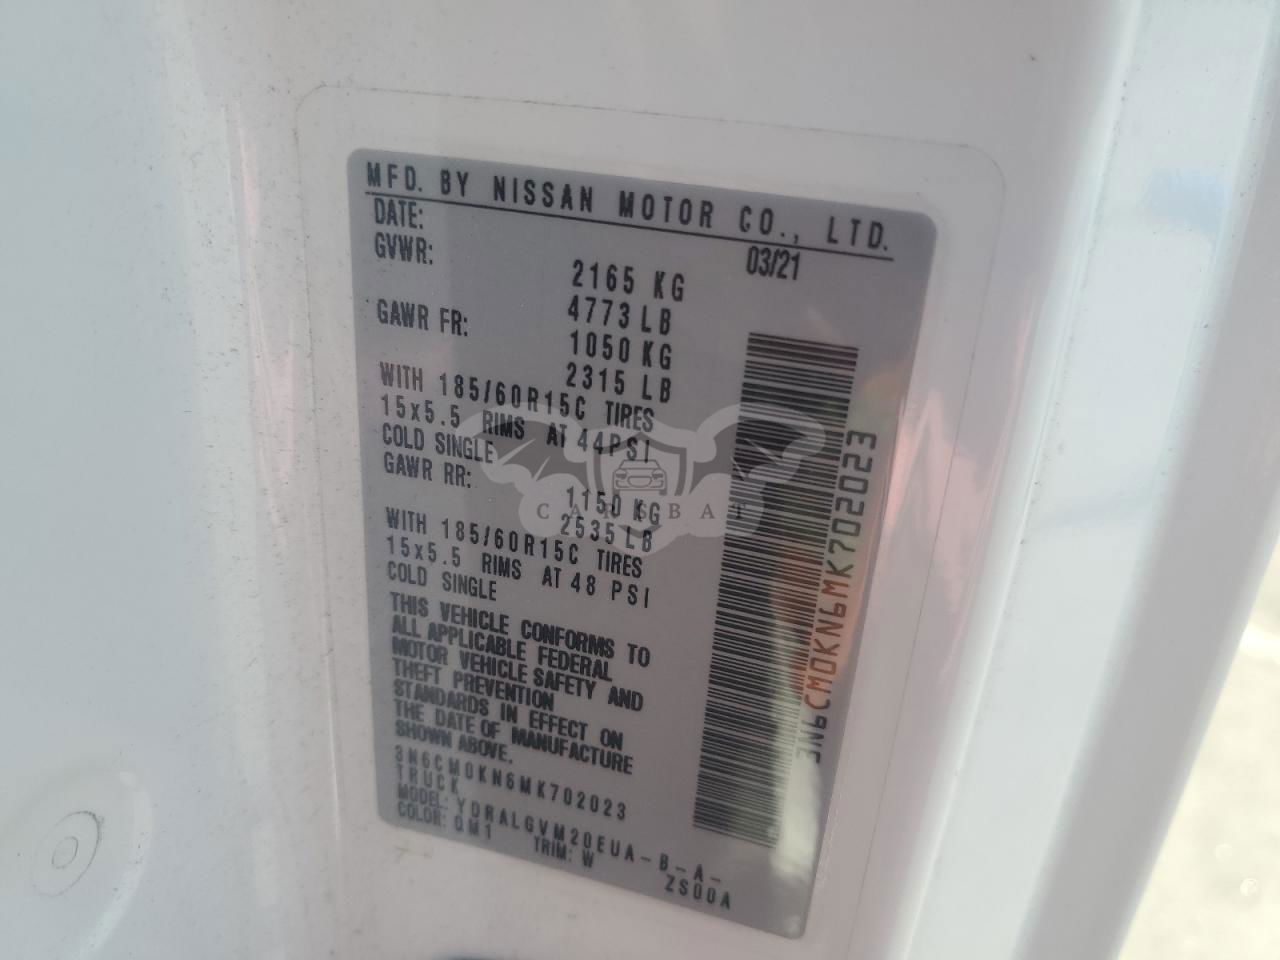 MFD. BY NISSAN MOTOR CO., LTD.
DATE: 03/21
GVWR: 2165 KG
4773 LB
GAWR FR: 1050 KG
2315 LB
WITH 185/60R15C TIRES
15x5.5 RIMS AT 44PSI
COLD SINGLE
GAWR RR: 1150 KG
2535 LB
WITH 185/60R15C TIRES
15x5.5 RIMS AT 48 PSI
COLD SINGLE
THIS VEHICLE CONFORMS TO
ALL APPLICABLE FEDERAL
MOTOR VEHICLE SAFETY AND
THEFT PREVENTION
STANDARDS IN EFFECT ON
THE DATE OF MANUFACTURE
SHOWN ABOVE.
3N6CM0KN6MK702023
TRUCK
MODEL: YDRALGVM20EUA-B-A-
COLOR: QM1 TRIM: W ZS00A
3N6CM0KN6MK702023
CARSBAT